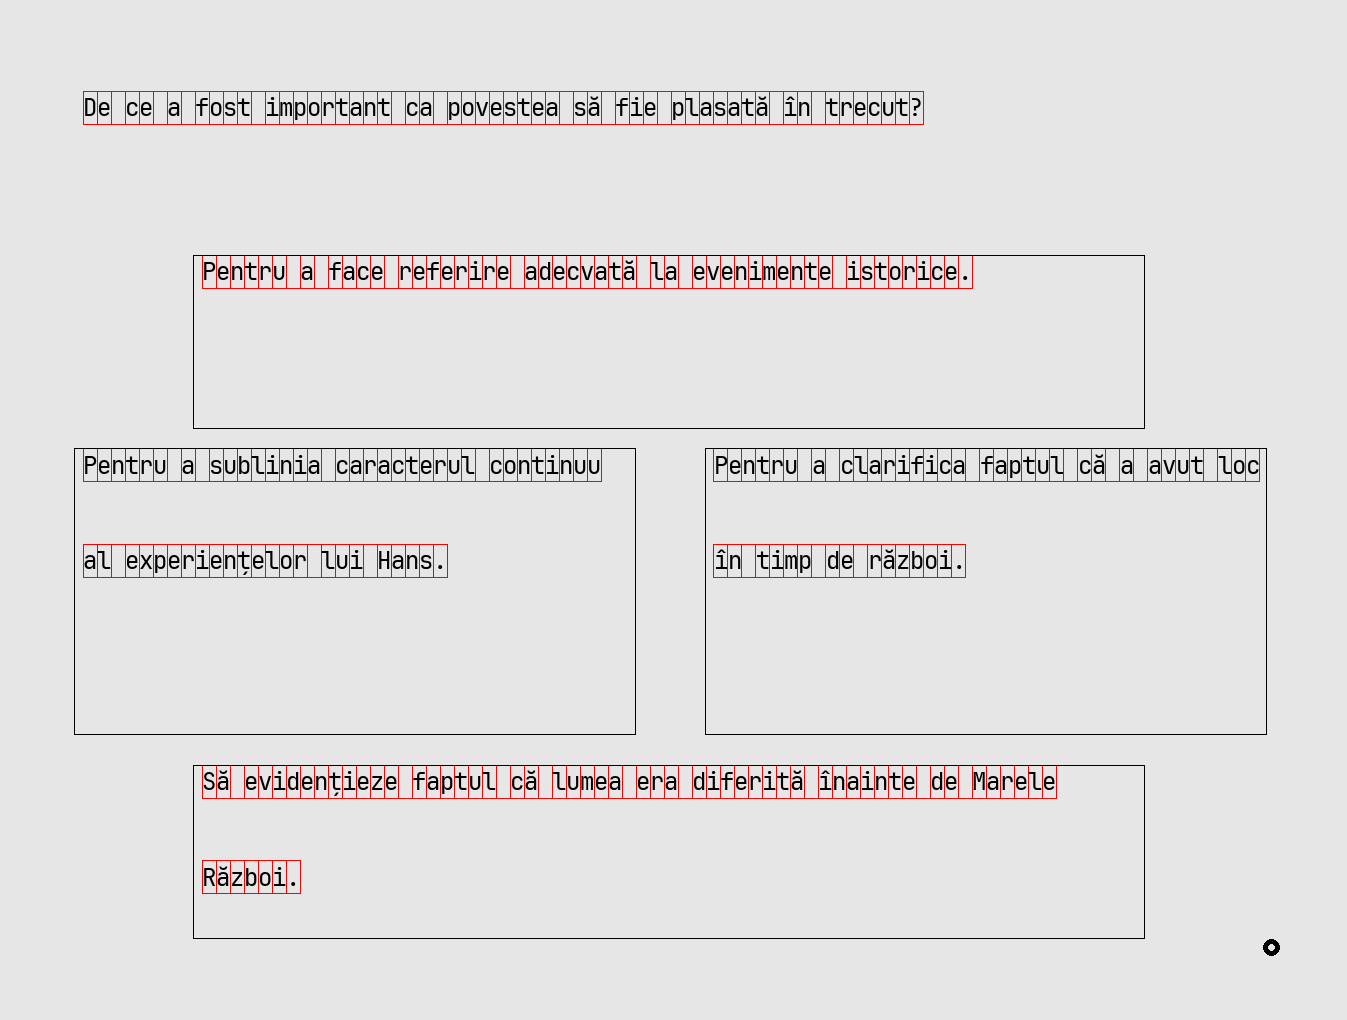 De ce a fost important ca povestea să fie plasată în trecut?
Pentru a face referire adecvată la evenimente istorice.
Pentru a sublinia caracterul continuu
al experiențelor lui Hans.
Pentru a clarifica faptul că a avut loc
în timp de război.
Să evidențieze faptul că lumea era diferită înainte de Marele
Război.